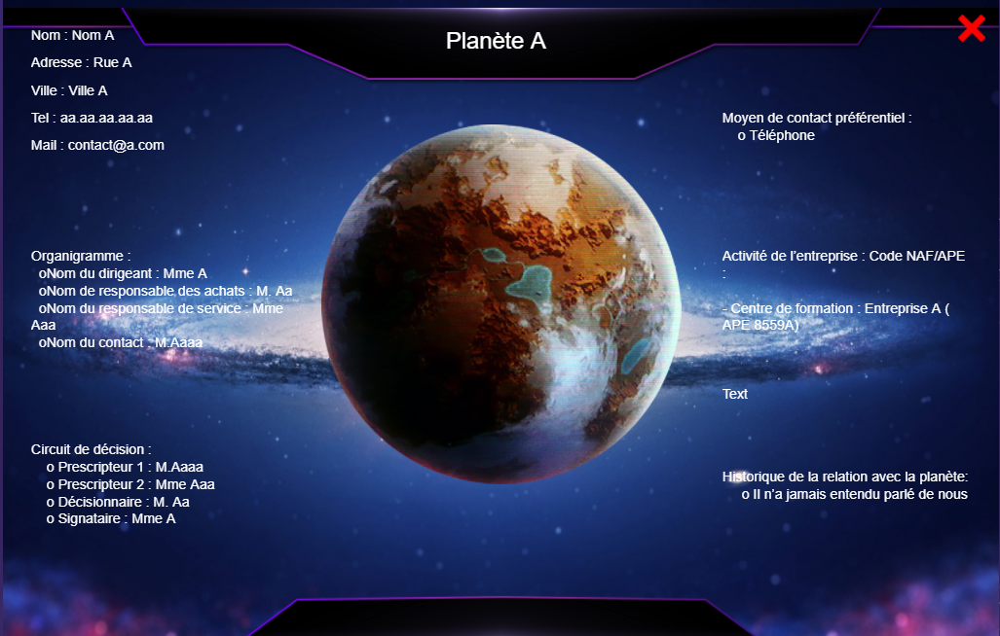 Planète A
Nom : Nom A
Adresse : Rue A
Ville : Ville A
Tel : aa.aa.aa.aa.aa
Mail : contact@a.com
Organigramme :
oNom du dirigeant : Mme A
oNom de responsable des achats : M. Aa
oNom du responsable de service : Mme
Aaa
oNom du contact : M.Aaaa
Circuit de décision :
o Prescripteur 1 : M.Aaaa
o Prescripteur 2 : Mme Aaa
o Décisionnaire : M. Aa
o Signataire : Mme A
Moyen de contact préférentiel :
o Téléphone
Activité de l'entreprise : Code NAF/APE
:
- Centre de formation : Entreprise A (
APE 8559A)
Text
Historique de la relation avec la planète:
o Il n'a jamais entendu parlé de nous